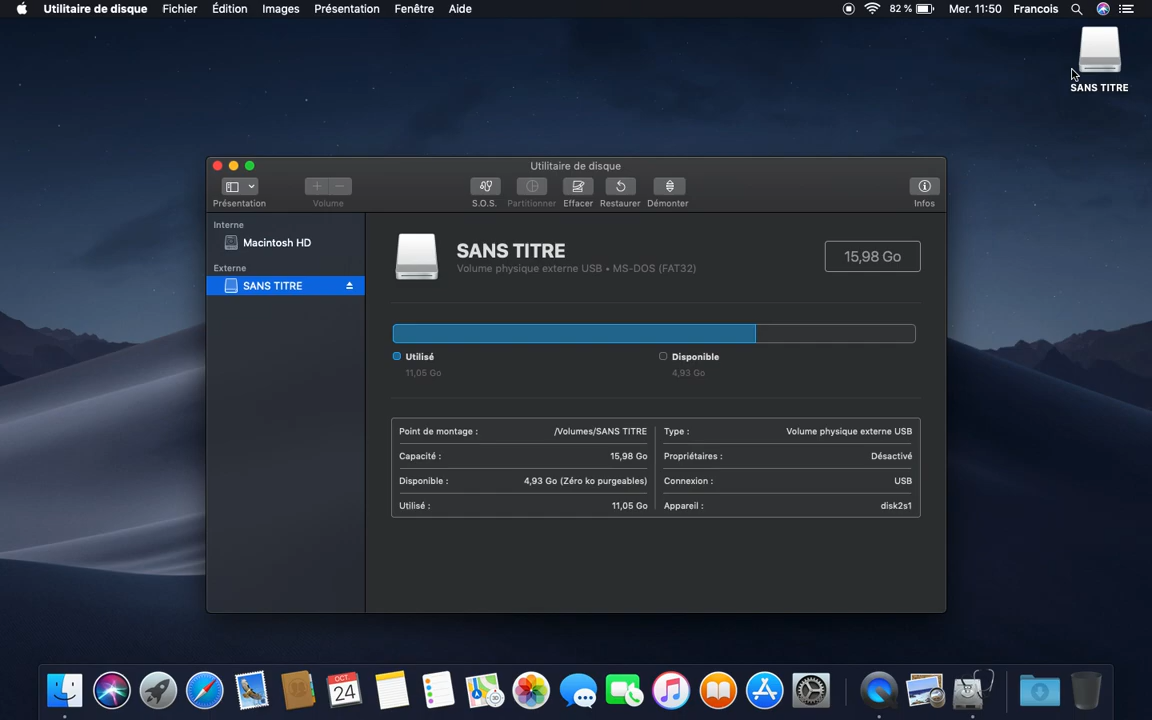 Utilitaire de disque Fichier Édition Images Présentation Fenêtre Aide 82 % Mer. 11:50 Francois
SANS TITRE
Utilitaire de disque
Présentation Volume S.O.S. Partitionner Effacer Restaurer Démonter Infos
Interne
Macintosh HD
Externe
SANS TITRE
SANS TITRE
Volume physique externe USB • MS-DOS (FAT32)
15,98 Go
Utilisé
11,05 Go
Disponible
4,93 Go
Point de montage : /Volumes/SANS TITRE
Type : Volume physique externe USB
Capacité : 15,98 Go
Propriétaires : Désactivé
Disponible : 4,93 Go (Zéro ko purgeables)
Connexion : USB
Utilisé : 11,05 Go
Appareil : disk2s1
OCT.
24
3D